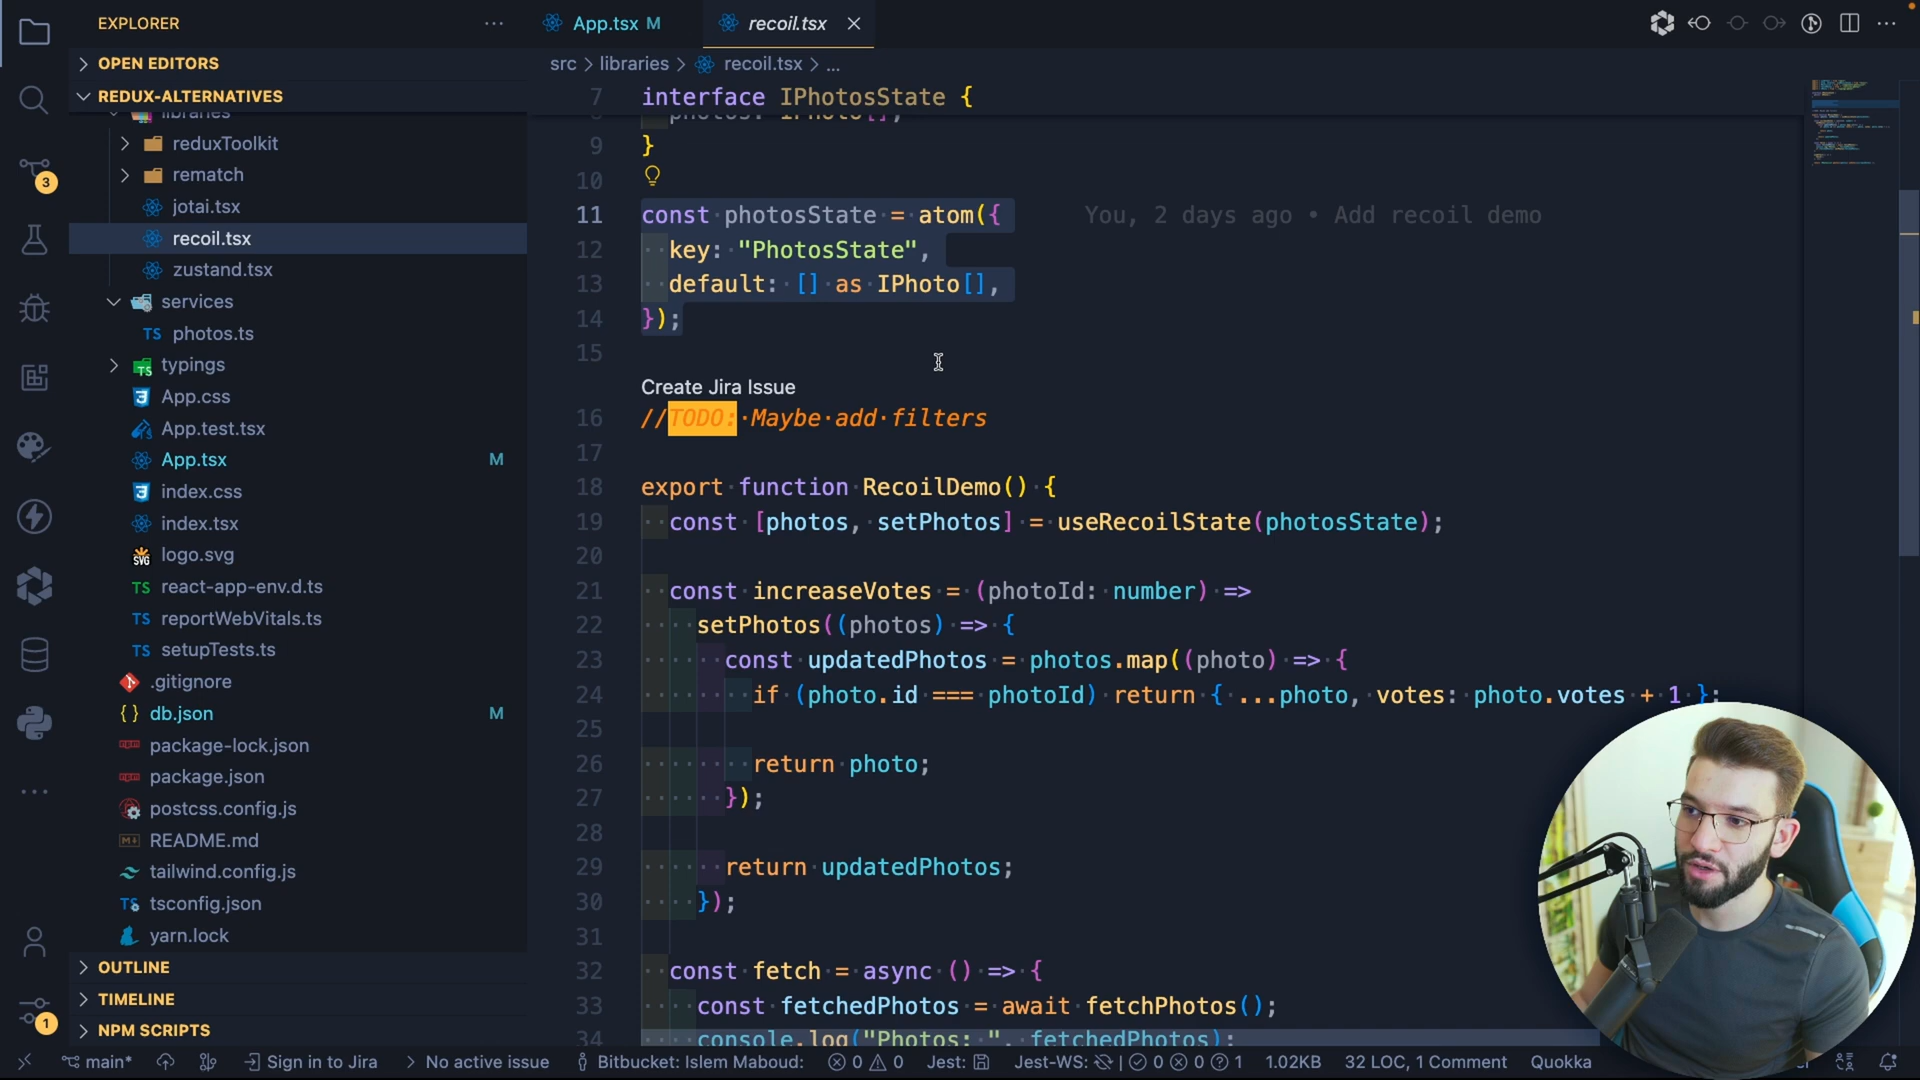 EXPLORER
App.tsx M
recoil.tsx
OPEN EDITORS
src > libraries > recoil.tsx > ...
REDUX-ALTERNATIVES
libraries
reduxToolkit
rematch
jotai.tsx
recoil.tsx
zustand.tsx
services
TS photos.ts
typings
App.css
App.test.tsx
App.tsx M
index.css
index.tsx
logo.svg
TS react-app-env.d.ts
TS reportWebVitals.ts
TS setupTests.ts
.gitignore
{} db.json M
package-lock.json
package.json
postcss.config.js
README.md
tailwind.config.js
tsconfig.json
yarn.lock
OUTLINE
TIMELINE
NPM SCRIPTS
3
1
7 interface IPhotosState {
8 photos: IPhoto[];
9 }
10
11 const photosState = atom({ You, 2 days ago • Add recoil demo
12 key: "PhotosState",
13 default: [] as IPhoto[],
14 });
15
Create Jira Issue
16 //TODO: Maybe add filters
17
18 export function RecoilDemo() {
19 const [photos, setPhotos] = useRecoilState(photosState);
20
21 const increaseVotes = (photoId: number) =>
22 setPhotos((photos) => {
23 const updatedPhotos = photos.map((photo) => {
24 if (photo.id === photoId) return { ...photo, votes: photo.votes + 1 };
25
26 return photo;
27 });
28
29 return updatedPhotos;
30 });
31
32 const fetch = async () => {
33 const fetchedPhotos = await fetchPhotos();
34 console.log("Photos: ", fetchedPhotos);
main* Sign in to Jira > No active issue Bitbucket: Islem Maboud: 0 0 Jest: Jest-WS: | 0 0 1 1.02KB 32 LOC, 1 Comment Quokka